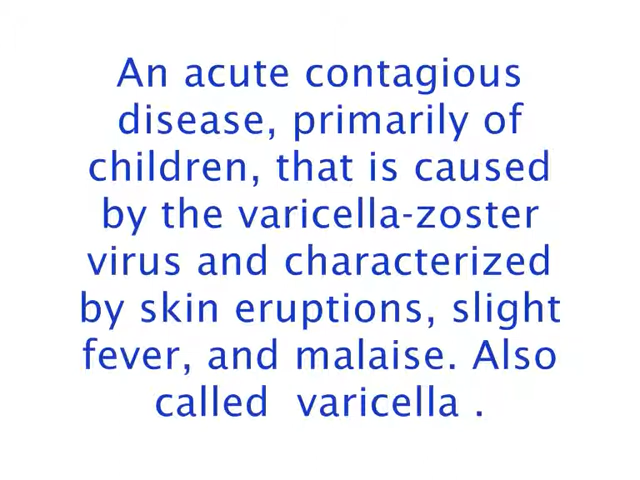 An acute contagious
disease, primarily of
children, that is caused
by the varicella-zoster
virus and characterized
by skin eruptions, slight
fever, and malaise. Also
called  varicella .